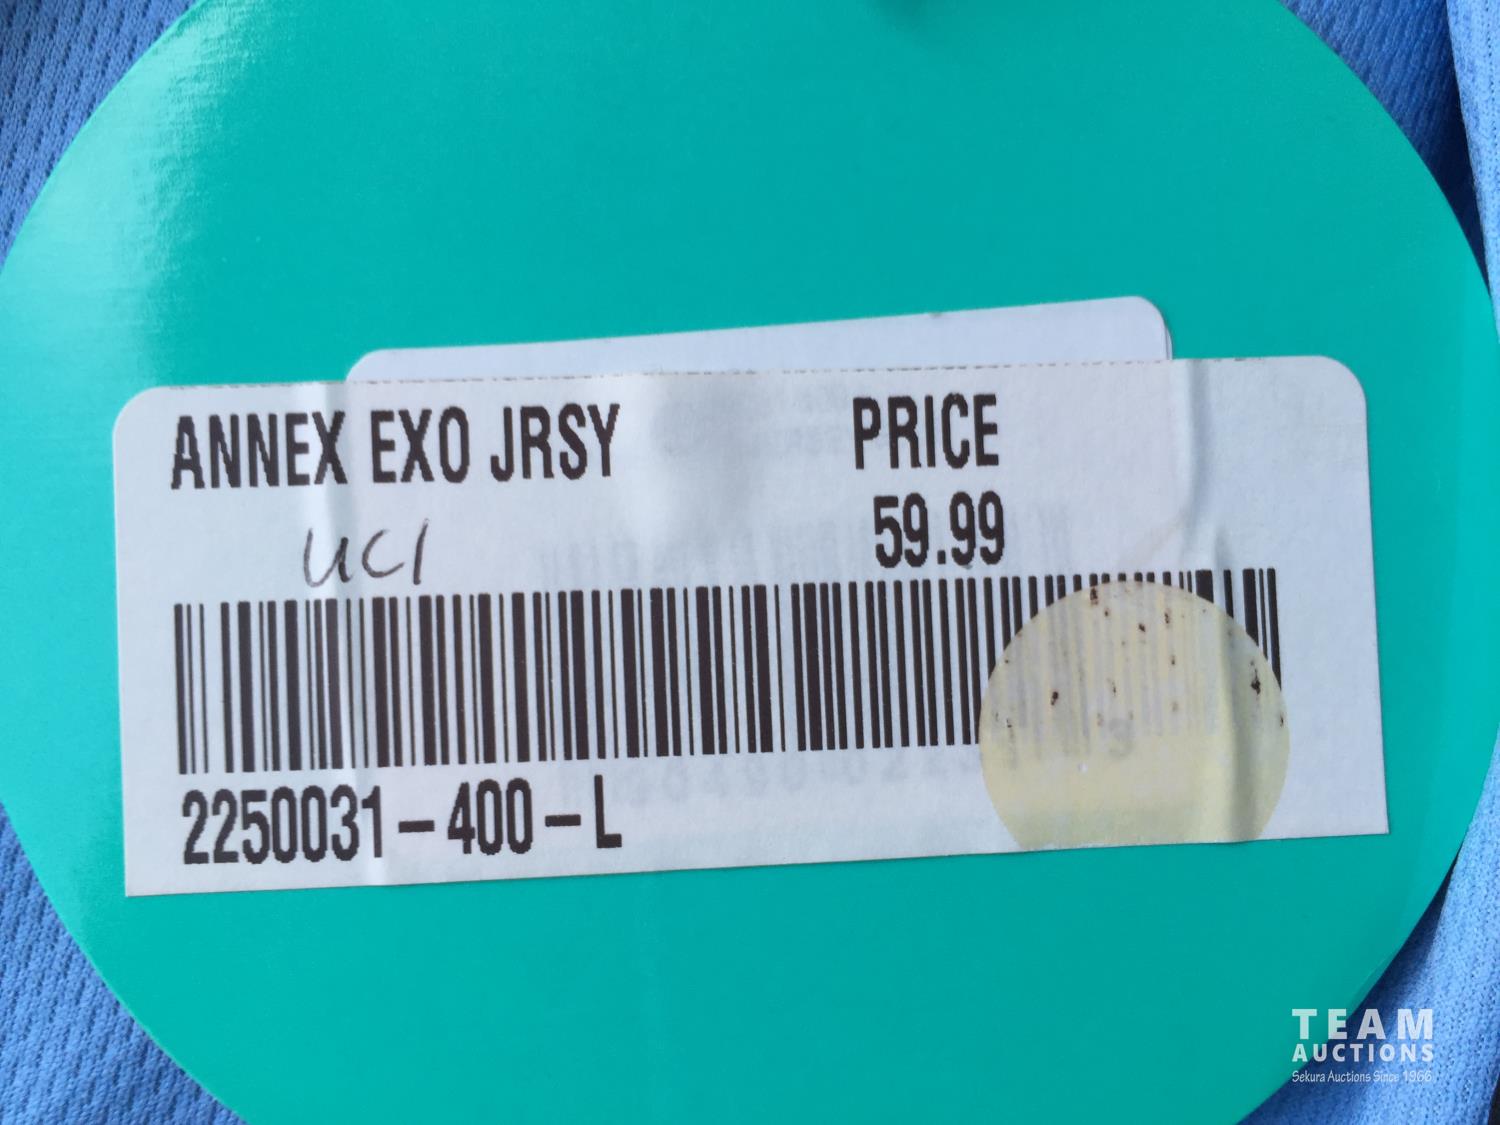 ANNEX EXO JRSY
PRICE
UCI
59.99
2250031-400-L
TEAM
AUCTIONS
Sekura Auctions Since 1966